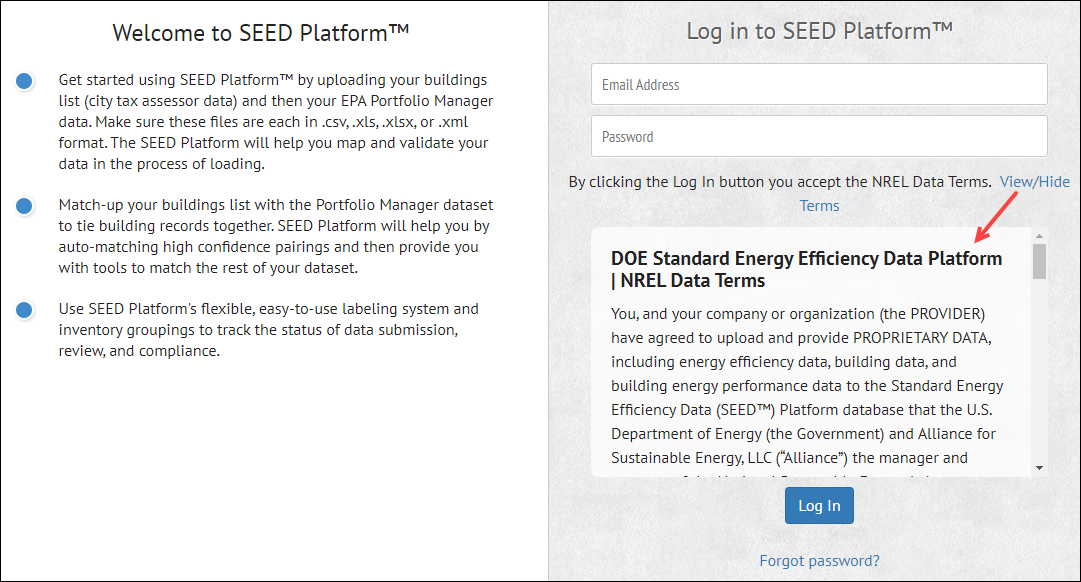 Welcome to SEED Platform™
Get started using SEED Platform™ by uploading your buildings
list (city tax assessor data) and then your EPA Portfolio Manager
data. Make sure these files are each in .csv, .xls, .xlsx, or .xml
format. The SEED Platform will help you map and validate your
data in the process of loading.
Match-up your buildings list with the Portfolio Manager dataset
to tie building records together. SEED Platform will help you by
auto-matching high confidence pairings and then provide you
with tools to match the rest of your dataset.
Use SEED Platform's flexible, easy-to-use labeling system and
inventory groupings to track the status of data submission,
review, and compliance.
Log in to SEED Platform™
Email Address
Password
By clicking the Log In button you accept the NREL Data Terms. View/Hide
Terms
DOE Standard Energy Efficiency Data Platform
| NREL Data Terms
You, and your company or organization (the PROVIDER)
have agreed to upload and provide PROPRIETARY DATA,
including energy efficiency data, building data, and
building energy performance data to the Standard Energy
Efficiency Data (SEED™) Platform database that the U.S.
Department of Energy (the Government) and Alliance for
Sustainable Energy, LLC (“Alliance”) the manager and
Log In
Forgot password?